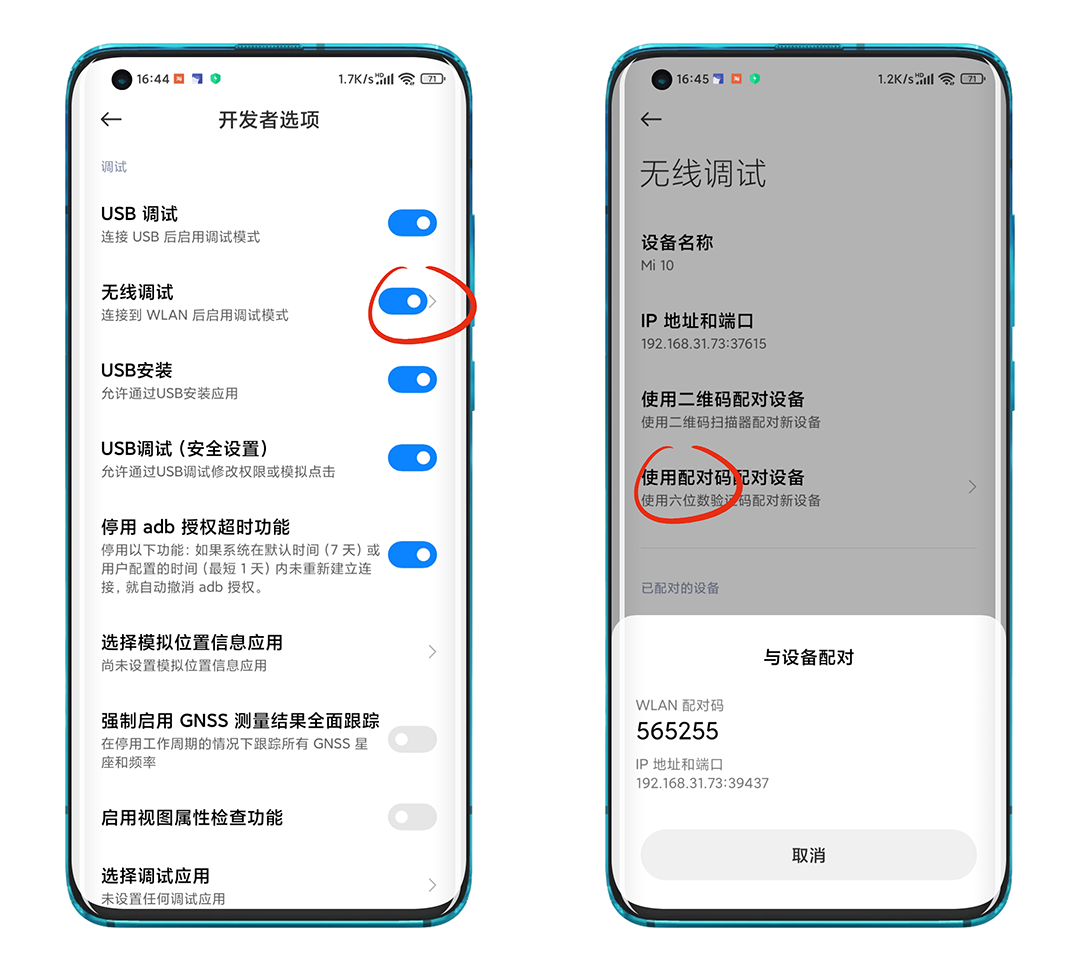 16:44
1.7K/s
HD
71
开发者选项
调试
USB 调试
连接 USB 后启用调试模式
无线调试
连接到 WLAN 后启用调试模式
USB安装
允许通过USB安装应用
USB调试（安全设置）
允许通过USB调试修改权限或模拟点击
停用 adb 授权超时功能
停用以下功能：如果系统在默认时间（7 天）或
用户配置的时间（最短 1 天）内未重新建立连
接，就自动撤消 adb 授权。
选择模拟位置信息应用
尚未设置模拟位置信息应用
强制启用 GNSS 测量结果全面跟踪
在停用工作周期的情况下跟踪所有 GNSS 星
座和频率
启用视图属性检查功能
选择调试应用
未设置任何调试应用
16:45
1.2K/s
HD
71
无线调试
设备名称
Mi 10
IP 地址和端口
192.168.31.73:37615
使用二维码配对设备
使用二维码扫描器配对新设备
使用配对码配对设备
使用六位数验证码配对新设备
已配对的设备
与设备配对
WLAN 配对码
565255
IP 地址和端口
192.168.31.73:39437
取消